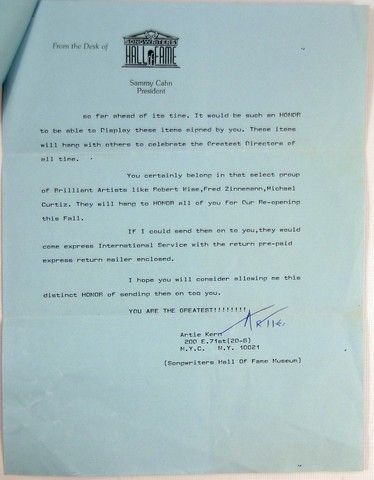 From the Desk of
SONGWRITERS'
HALL OF FAME
Sammy Cahn
President
so far ahead of its time. It would be such an HONOR
to be able to Display these items signed by you. These items
will hang with others to celebrate the Greatest Directors of
all time.
You certainly belong in that select group
of Brilliant Artists like Robert Wise,Fred Zinnemann,Michael
Curtiz. They will hang to HONOR all of you for Our Re-opening
this Fall.
If I could send them on to you,they would
come express International Service with the return pre-paid
express return mailer enclosed.
I hope you will consider allowing me this
distinct HONOR of sending them on too you.
YOU ARE THE GREATEST!!!!!!!!
Artie
Artie Kern
200 E.71st(20-G)
N.Y.C. N.Y. 10021
(Songwriters Hall Of Fame Museum)